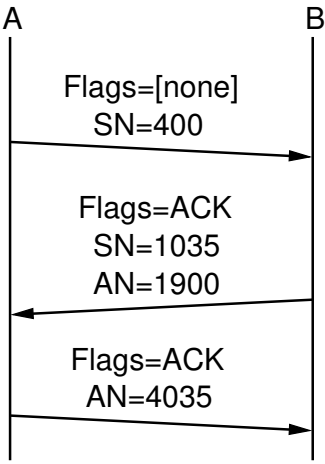 A B
Flags=[none]
SN=400
Flags=ACK
SN=1035
AN=1900
Flags=ACK
AN=4035